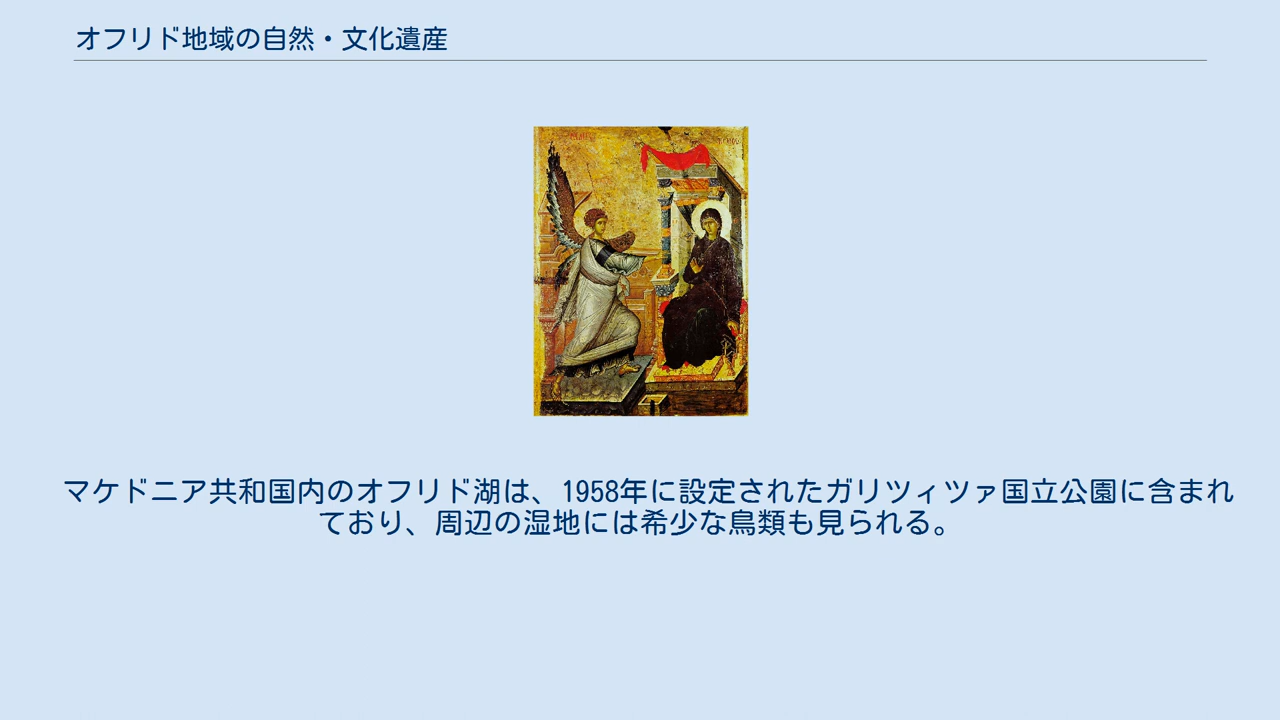 オフリド地域の自然・文化遺産
マケドニア共和国内のオフリド湖は、1958年に設定されたガリツィツァ国立公園に含まれ
ており、周辺の湿地には希少な鳥類も見られる。